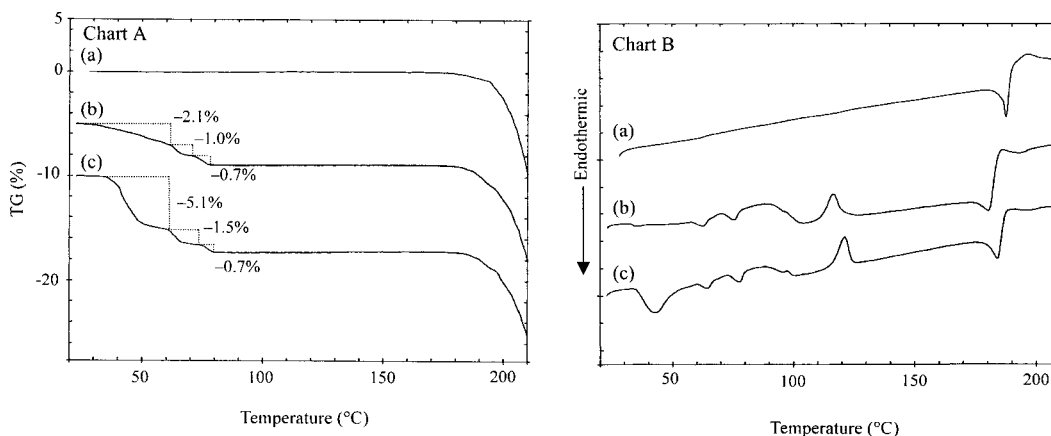 Chart A
(a)
(b)
(c)
5
0
-5
-10
-20
TG (%)
−2.1%
−1.0%
−0.7%
−5.1%
−1.5%
−0.7%
50
100
150
200
Temperature (°C)
Chart B
(a)
(b)
(c)
Endothermic
50
100
150
200
Temperature (°C)